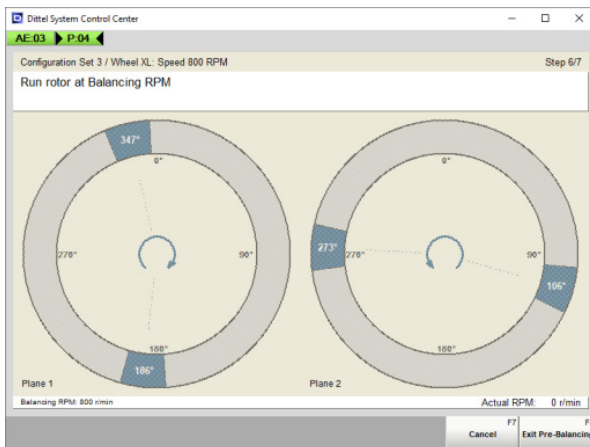 Dittel System Control Center
AE:03 P:04
Configuration Set 3 / Wheel XL: Speed 800 RPM Step 6/7
Run rotor at Balancing RPM
347° 0° 270° 90° 180° 186°
0° 273° 270° 90° 106° 180°
Plane 1 Plane 2
Balancing RPM: 800 r/min Actual RPM: 0 r/min
F7
Cancel Exit Pre-Balancing